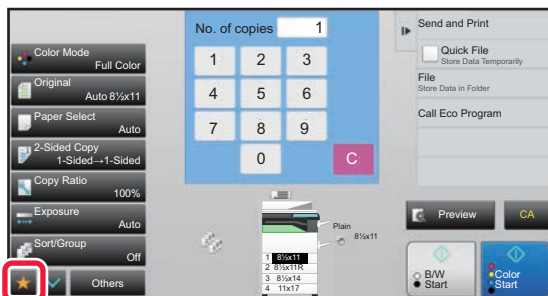 Color Mode
Full Color
Original
Auto 8½x11
Paper Select
Auto
2-Sided Copy
1-Sided→1-Sided
Copy Ratio
100%
Exposure
Auto
Sort/Group
Off
Others
No. of copies 1
1 2 3
4 5 6
7 8 9
0 C
Plain
8½x11
1 8½x11
2 8½x11R
3 8½x14
4 11x17
Send and Print
Quick File
Store Data Temporarily
File
Store Data in Folder
Call Eco Program
Preview CA
B/W
Start
Color
Start